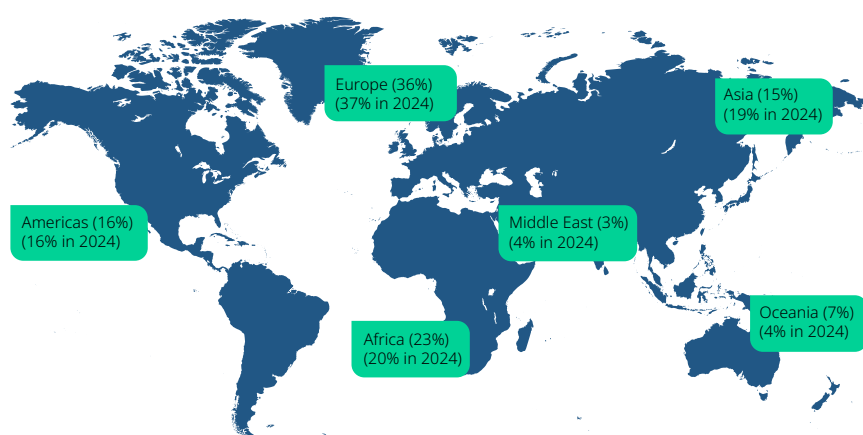 Europe (36%)
(37% in 2024)
Asia (15%)
(19% in 2024)
Americas (16%)
(16% in 2024)
Middle East (3%)
(4% in 2024)
Oceania (7%)
(4% in 2024)
Africa (23%)
(20% in 2024)